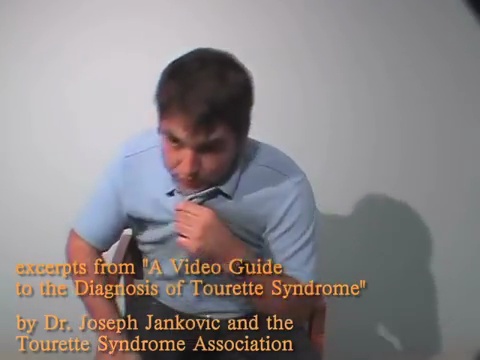 excerpts from "A Video Guide
to the Diagnosis of Tourette Syndrome"
by Dr. Joseph Jankovic and the
Tourette Syndrome Association